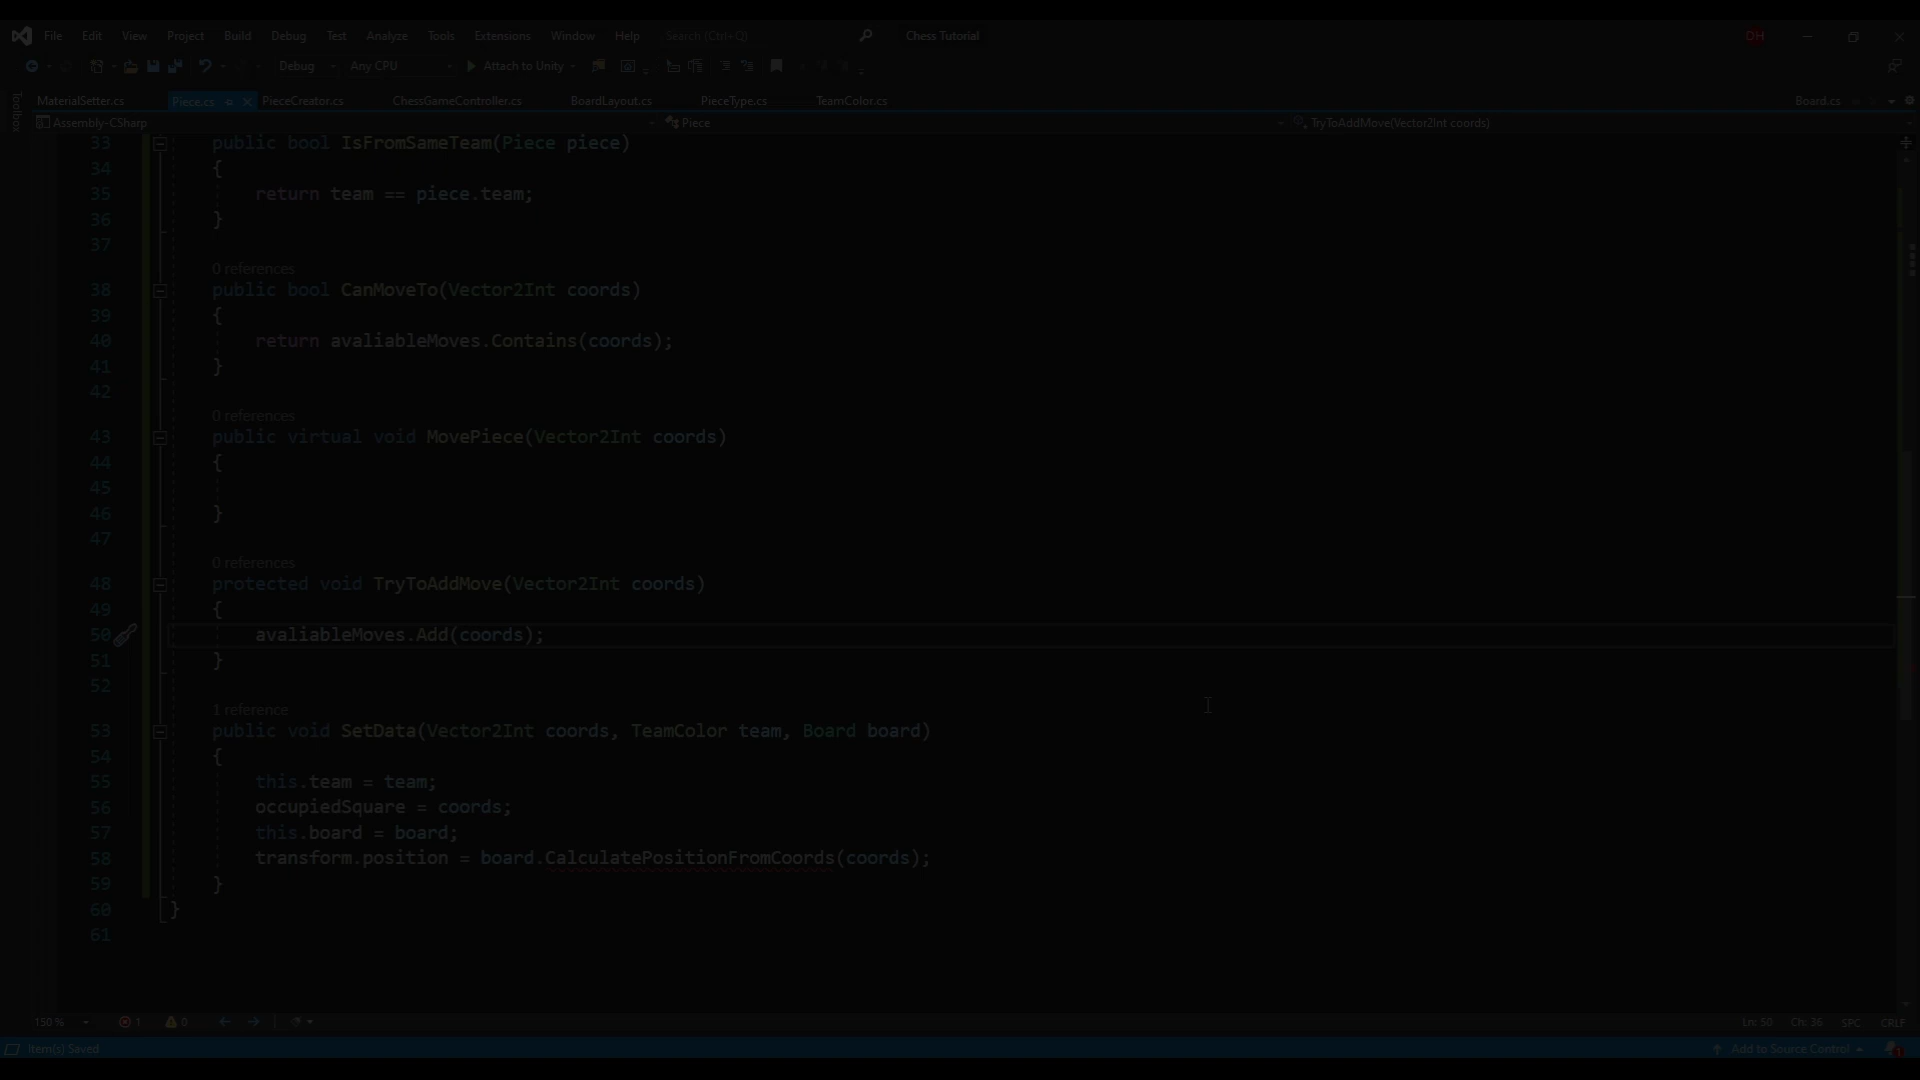 File Edit View Project Build Debug Test Analyze Tools Extensions Window Help Search (Ctrl+Q) Chess Tutorial DH
Debug Any CPU Attach to Unity
Toolbox
MaterialSetter.cs Piece.cs PieceCreator.cs ChessGameController.cs BoardLayout.cs PieceType.cs TeamColor.cs Board.cs
Assembly-CSharp Piece TryToAddMove(Vector2Int coords)
33 public bool IsFromSameTeam(Piece piece)
34 {
35 return team == piece.team;
36 }
37
0 references
38 public bool CanMoveTo(Vector2Int coords)
39 {
40 return avaliableMoves.Contains(coords);
41 }
42
0 references
43 public virtual void MovePiece(Vector2Int coords)
44 {
45
46 }
47
0 references
48 protected void TryToAddMove(Vector2Int coords)
49 {
50 avaliableMoves.Add(coords);
51 }
52
1 reference
53 public void SetData(Vector2Int coords, TeamColor team, Board board)
54 {
55 this.team = team;
56 occupiedSquare = coords;
57 this.board = board;
58 transform.position = board.CalculatePositionFromCoords(coords);
59 }
60 }
61
150 % 1 0 Ln: 50 Ch: 36 SPC CRLF
Item(s) Saved Add to Source Control 1